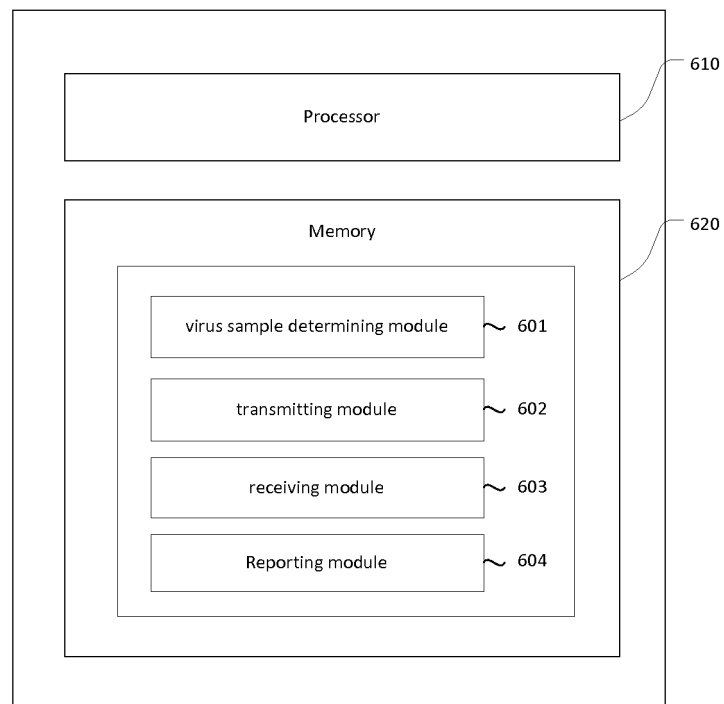 610
Processor
620
Memory
virus sample determining module 601
transmitting module 602
receiving module 603
Reporting module 604